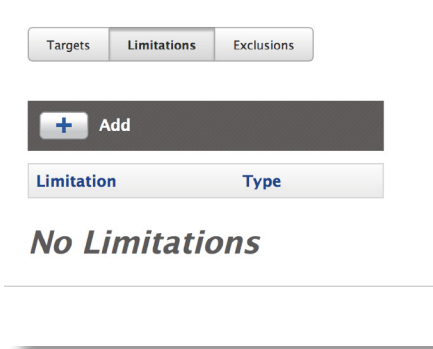 Targets Limitations Exclusions
+ Add
Limitation Type
No Limitations